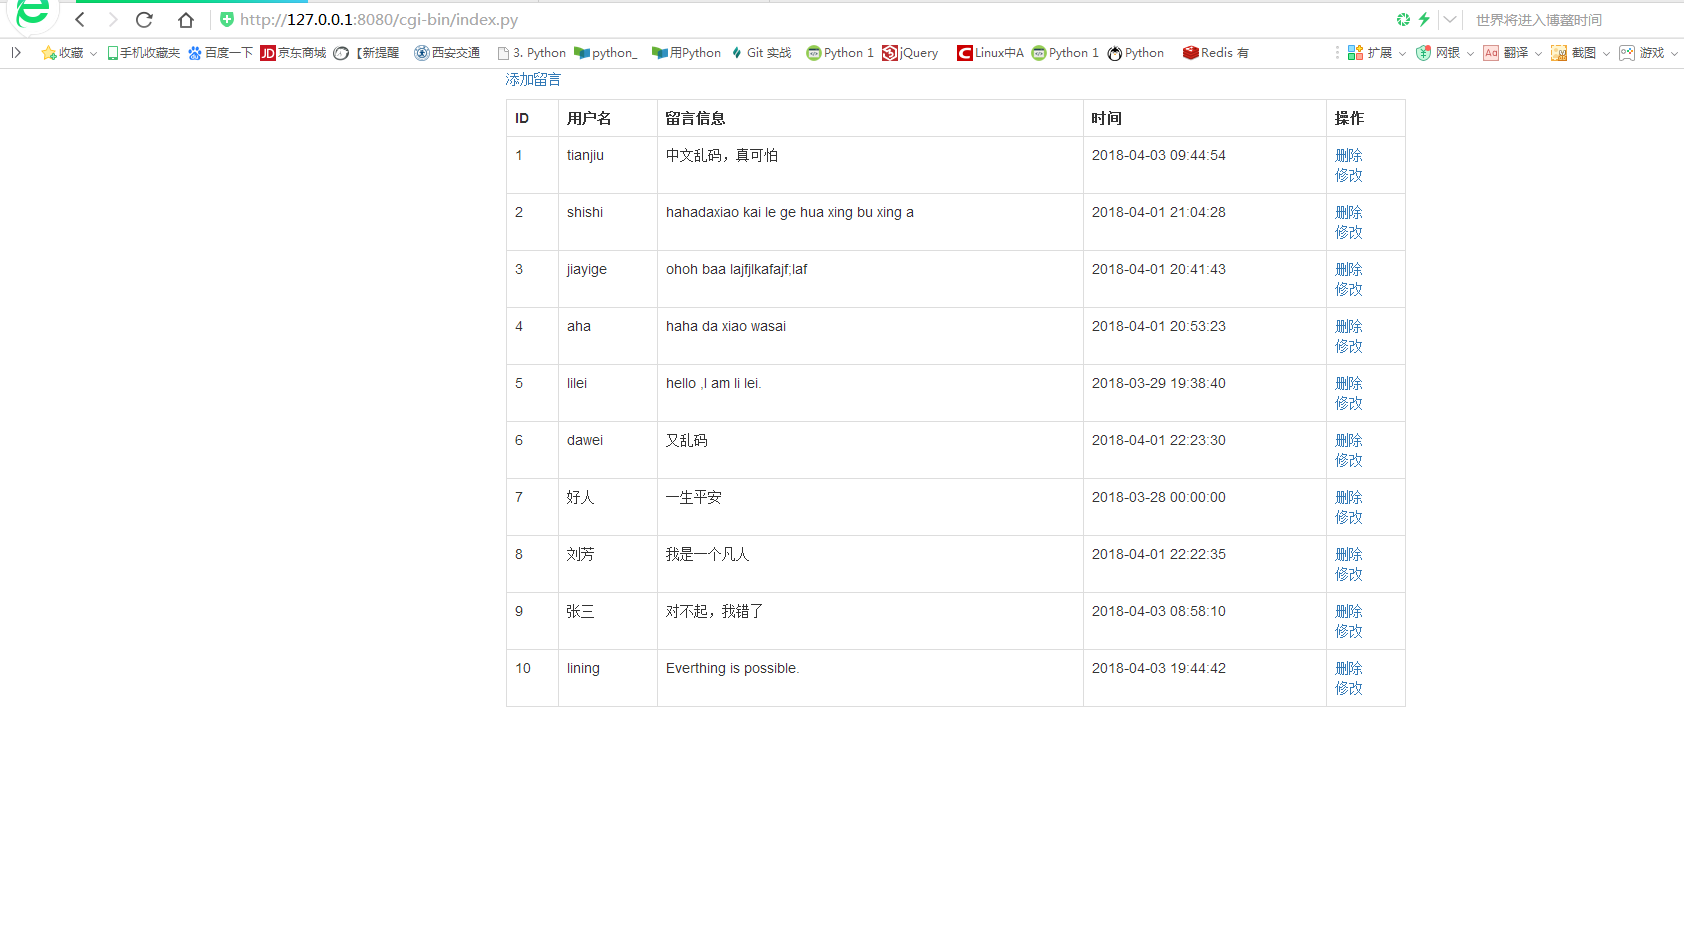 http://127.0.0.1:8080/cgi-bin/index.py 世界将进入博鳌时间
收藏 手机收藏夹 百度一下 JD 京东商城 【新提醒 西安交通 3. Python python_ 用Python Git 实战 Python 1 jQuery Linux中A Python 1 Python Redis 有 扩展 网银 Aa 翻译 截图 游戏
添加留言
ID 用户名 留言信息 时间 操作
1 tianjiu 中文乱码，真可怕 2018-04-03 09:44:54 删除
修改
2 shishi hahadaxiao kai le ge hua xing bu xing a 2018-04-01 21:04:28 删除
修改
3 jiayige ohoh baa lajfjlkafajf;laf 2018-04-01 20:41:43 删除
修改
4 aha haha da xiao wasai 2018-04-01 20:53:23 删除
修改
5 lilei hello ,I am li lei. 2018-03-29 19:38:40 删除
修改
6 dawei 又乱码 2018-04-01 22:23:30 删除
修改
7 好人 一生平安 2018-03-28 00:00:00 删除
修改
8 刘芳 我是一个凡人 2018-04-01 22:22:35 删除
修改
9 张三 对不起，我错了 2018-04-03 08:58:10 删除
修改
10 lining Everthing is possible. 2018-04-03 19:44:42 删除
修改